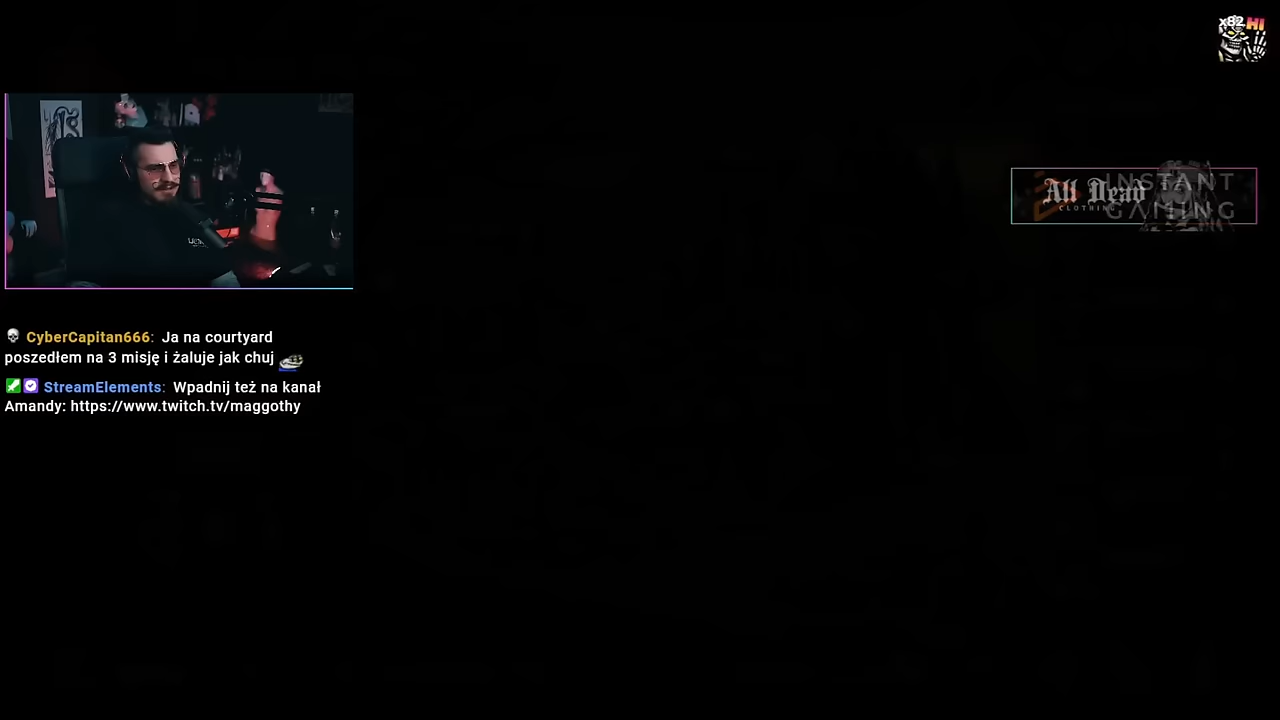 x82 HI
All Dead
CLOTHING
INSTANT
GAMING
CyberCapitan666: Ja na courtyard
poszedłem na 3 misję i żaluje jak chuj
StreamElements: Wpadnij też na kanał
Amandy: https://www.twitch.tv/maggothy